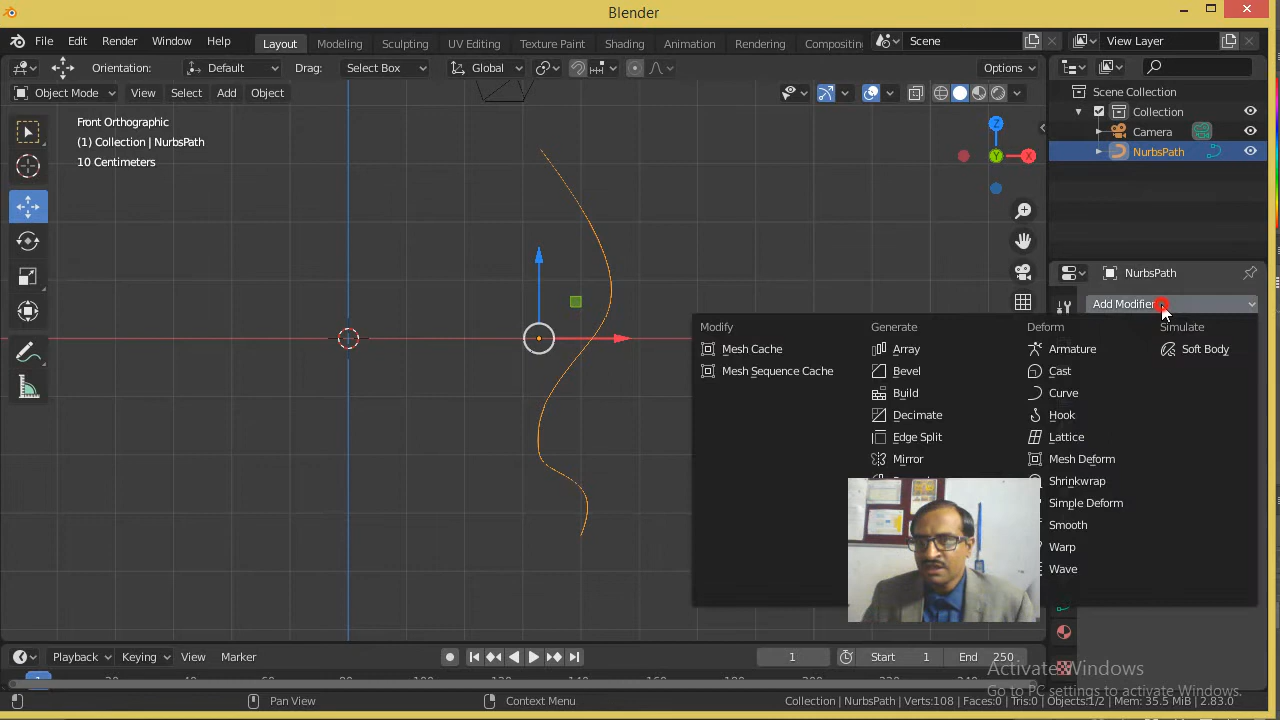 Blender
File Edit Render Window Help
Layout Modeling Sculpting UV Editing Texture Paint Shading Animation Rendering Compositing
Scene
View Layer
Orientation: Default Drag: Select Box Global
Options
Object Mode View Select Add Object
Front Orthographic
(1) Collection | NurbsPath
10 Centimeters
Z
Y
X
Scene Collection
Collection
Camera
NurbsPath
NurbsPath
Add Modifier
Modify
Mesh Cache
Mesh Sequence Cache
Generate
Array
Bevel
Build
Decimate
Edge Split
Mirror
Deform
Armature
Cast
Curve
Hook
Lattice
Mesh Deform
Shrinkwrap
Simple Deform
Smooth
Warp
Wave
Simulate
Soft Body
Playback Keying View Marker
1
Start 1
End 250
Activate Windows
Go to PC settings to activate Windows.
Pan View
Context Menu
Collection | NurbsPath | Verts:108 | Faces:0 | Tris:0 | Objects:1/2 | Mem: 35.5 MiB | 2.83.0